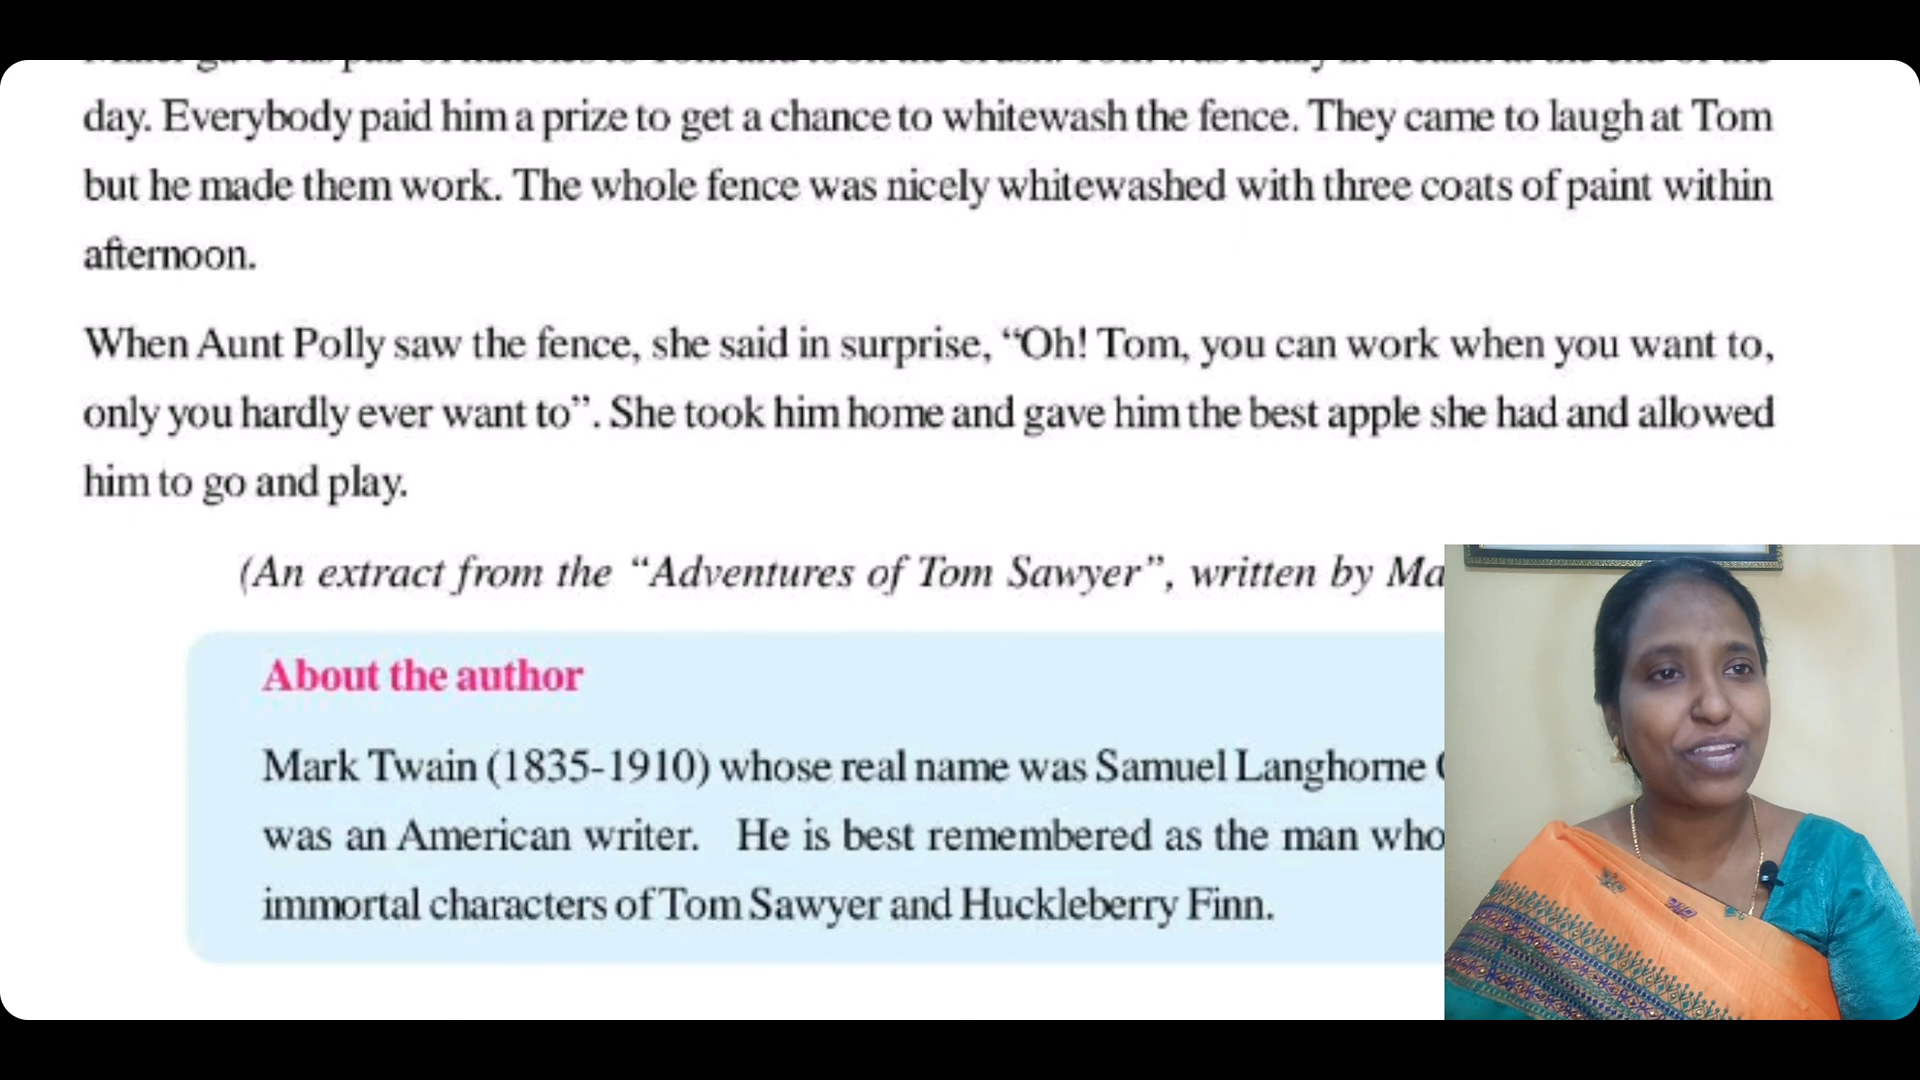 day. Everybody paid him a prize to get a chance to whitewash the fence. They came to laugh at Tom
but he made them work. The whole fence was nicely whitewashed with three coats of paint within
afternoon.
When Aunt Polly saw the fence, she said in surprise, “Oh! Tom, you can work when you want to,
only you hardly ever want to”. She took him home and gave him the best apple she had and allowed
him to go and play.
(An extract from the “Adventures of Tom Sawyer”, written by
About the author
Mark Twain (1835-1910) whose real name was Samuel Langhorne
was an American writer. He is best remembered as the man who
immortal characters of Tom Sawyer and Huckleberry Finn.